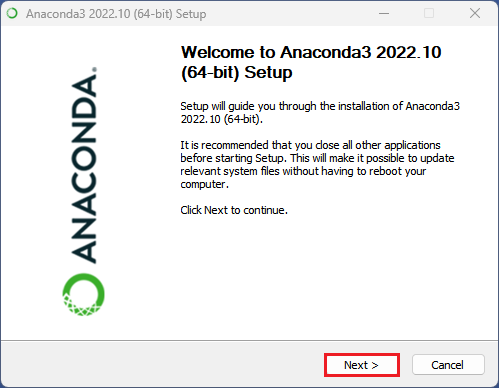 Anaconda3 2022.10 (64-bit) Setup
Welcome to Anaconda3 2022.10
(64-bit) Setup
Setup will guide you through the installation of Anaconda3
2022.10 (64-bit).
It is recommended that you close all other applications
before starting Setup. This will make it possible to update
relevant system files without having to reboot your
computer.
Click Next to continue.
ANACONDA.
Next >
Cancel